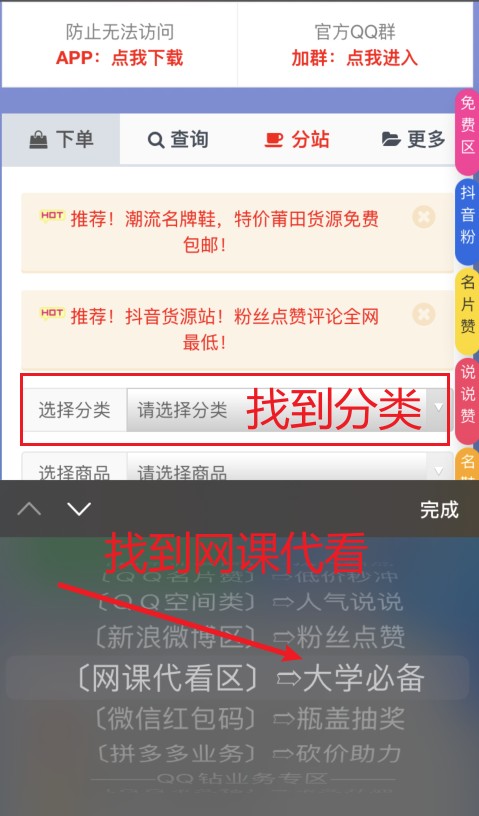 防止无法访问
官方QQ群
APP：点我下载
加群：点我进入
下单
查询
分站
更多
免费区
抖音粉
名片赞
说说赞
HOT 推荐！潮流名牌鞋，特价莆田货源免费
包邮！
HOT 推荐！抖音货源站！粉丝点赞评论全网
最低！
选择分类
请选择分类
找到分类
选择商品
请选择商品
名
完成
找到网课代看
〔QQ名片赞〕⇨低价秒冲
〔QQ空间类〕⇨人气说说
〔新浪微博区〕⇨粉丝点赞
〔网课代看区〕⇨大学必备
〔微信红包码〕⇨瓶盖抽奖
〔拼多多业务〕⇨砍价助力
———QQ钻业务专区———